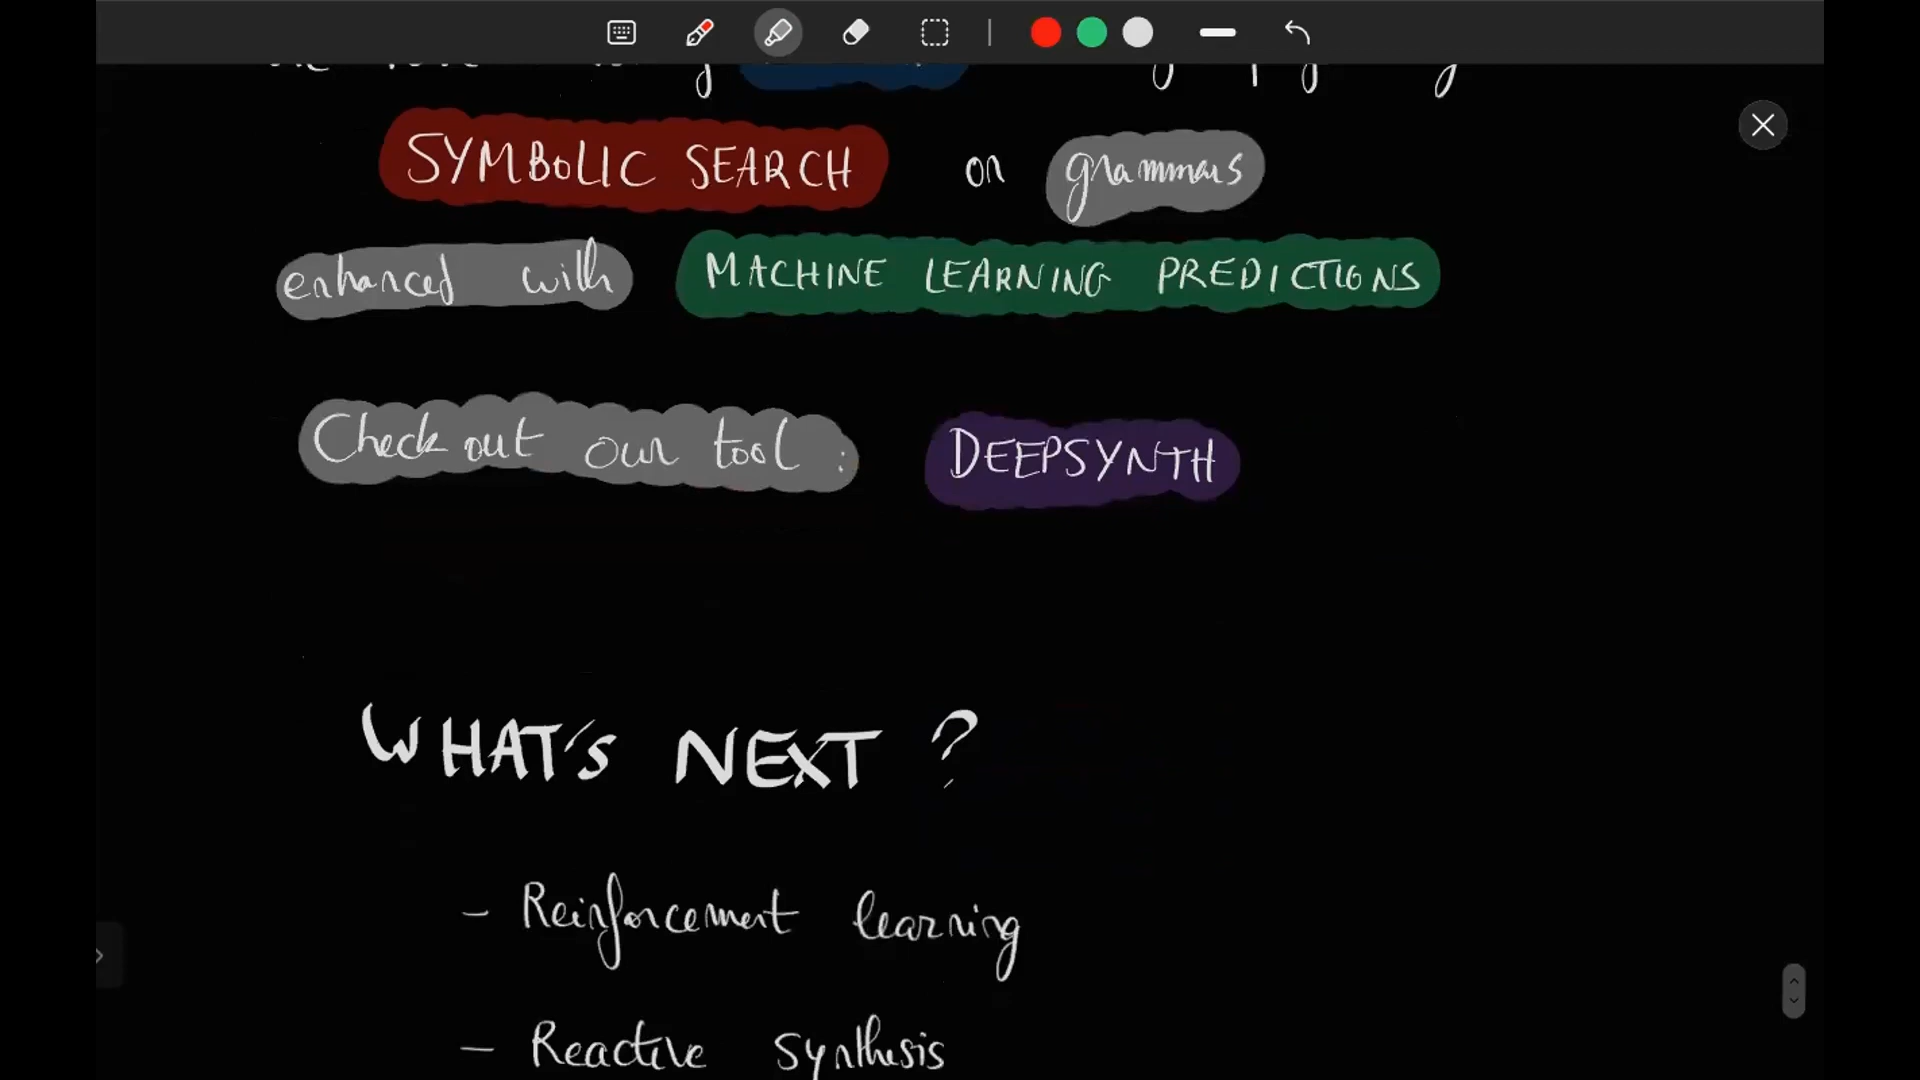 SYMBOLIC SEARCH on grammars
enhanced with MACHINE LEARNING PREDICTIONS
Check out our tool : DEEPSYNTH
WHAT'S NEXT ?
- Reinforcement learning
- Reactive synthesis